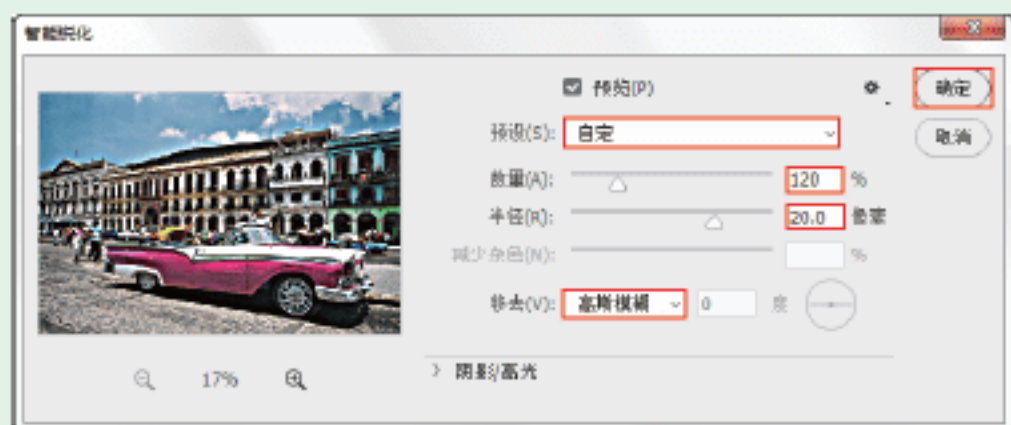 智能锐化
预览(P)
确定
预设(S): 自定
取消
数量(A): 120 %
半径(R): 20.0 像素
减少杂色(N): %
移去(V): 高斯模糊 0 度
17%
阴影/高光